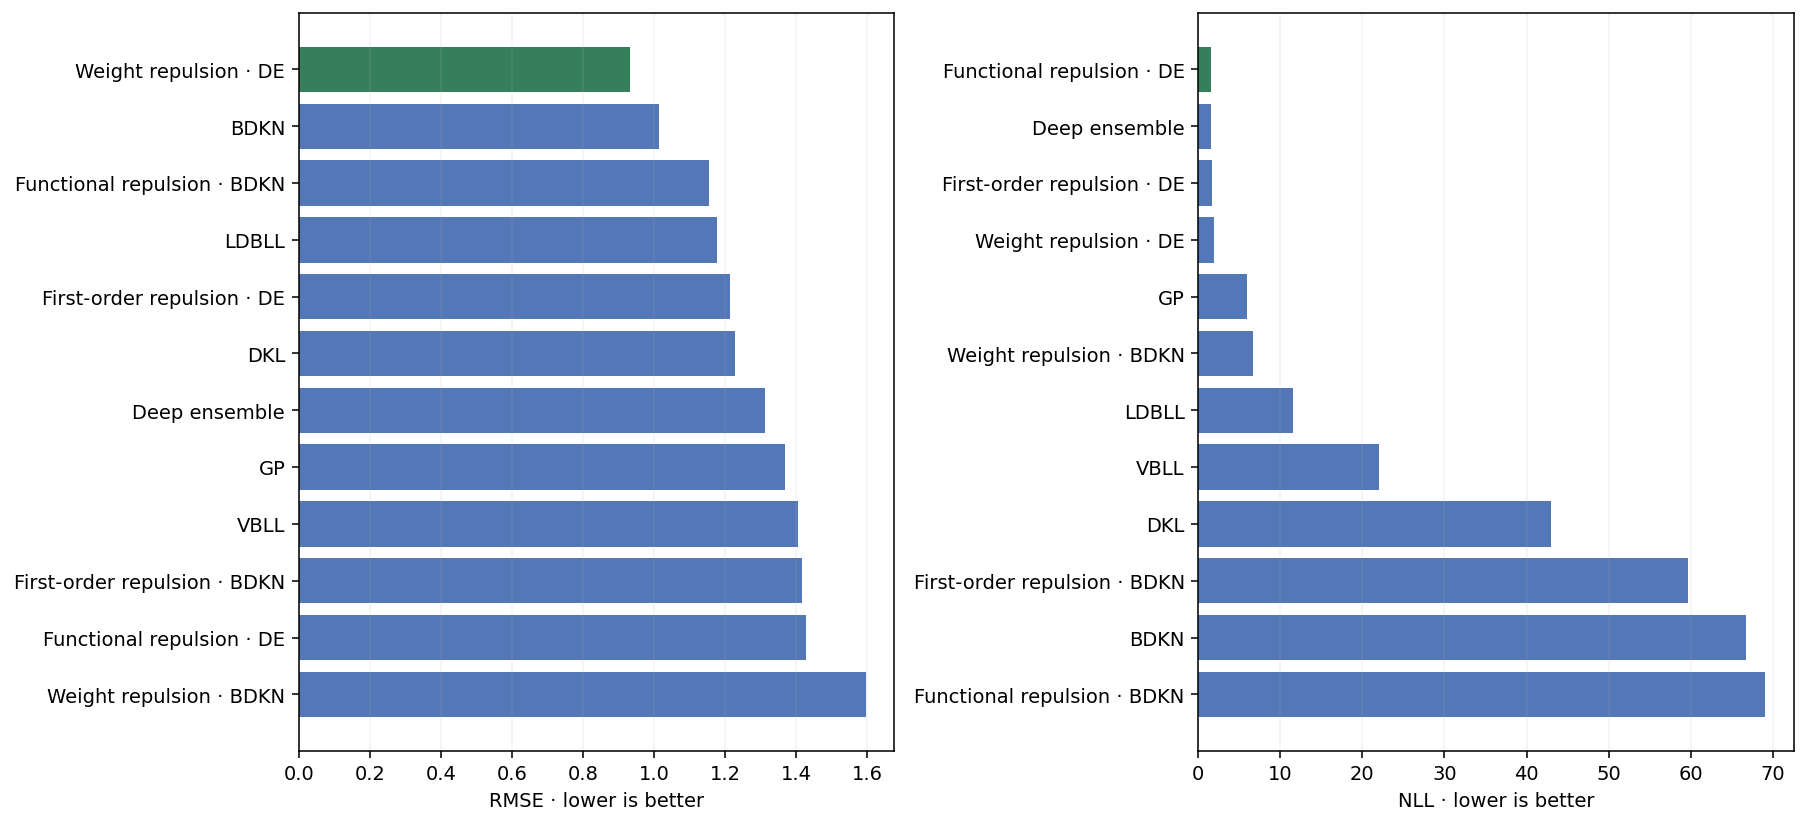 Weight repulsion · DE
BDKN
Functional repulsion · BDKN
LDBLL
First-order repulsion · DE
DKL
Deep ensemble
GP
VBLL
First-order repulsion · BDKN
Functional repulsion · DE
Weight repulsion · BDKN
0.0 0.2 0.4 0.6 0.8 1.0 1.2 1.4 1.6
RMSE · lower is better
Functional repulsion · DE
Deep ensemble
First-order repulsion · DE
Weight repulsion · DE
GP
Weight repulsion · BDKN
LDBLL
VBLL
DKL
First-order repulsion · BDKN
BDKN
Functional repulsion · BDKN
0 10 20 30 40 50 60 70
NLL · lower is better